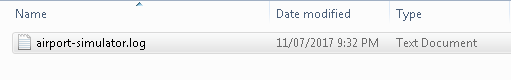 Name Date modified Type
airport-simulator.log 11/07/2017 9:32 PM Text Document